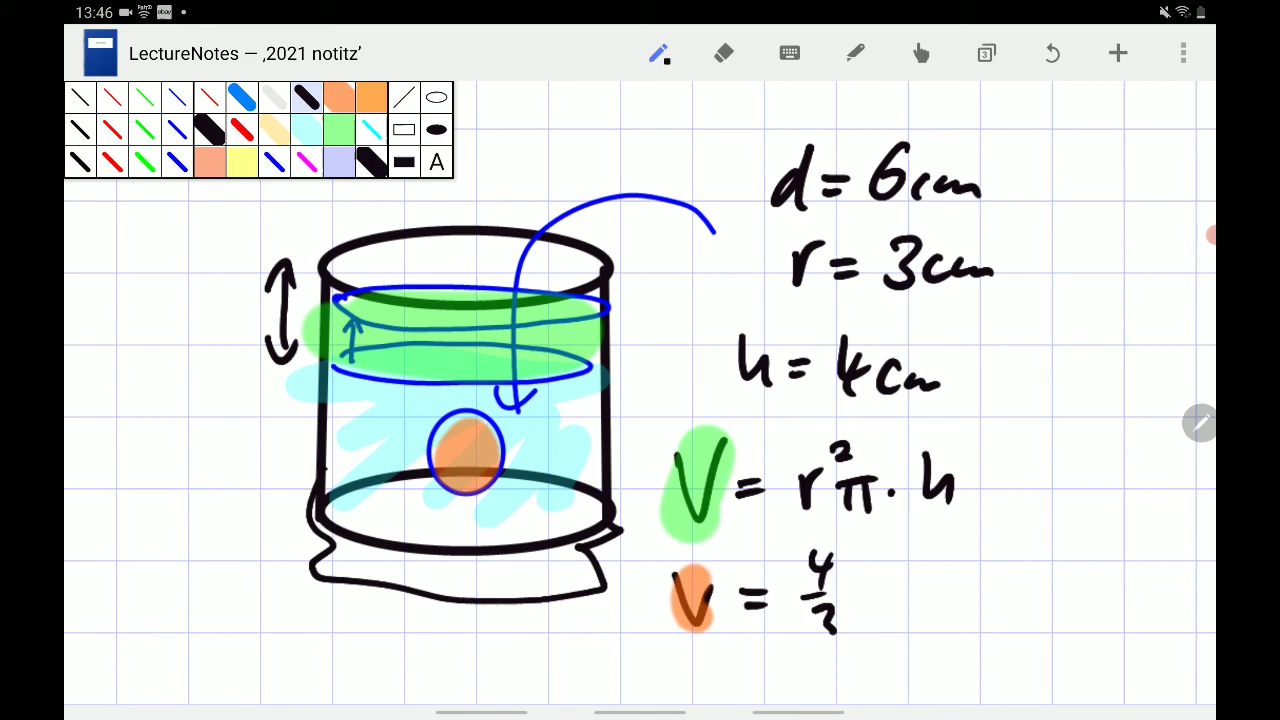 13:46
LectureNotes — ‚2021 notitz’
A
d = 6cm
r = 3cm
h = 4cm
V = r²π · h
V = 4/3